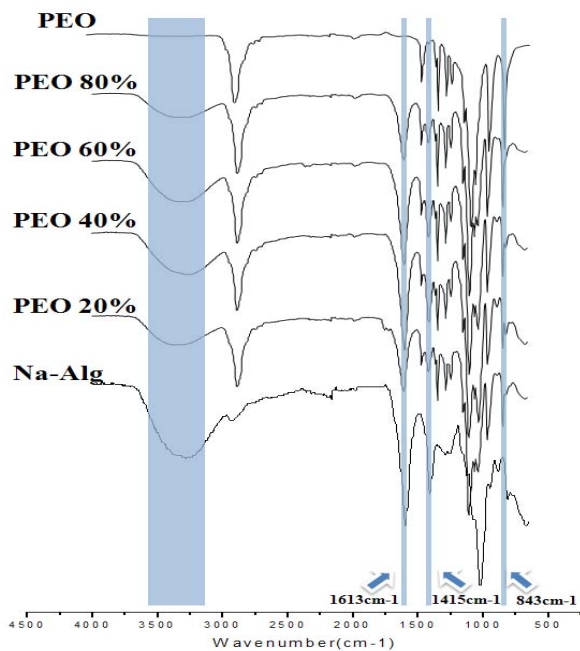 PEO
PEO 80%
PEO 60%
PEO 40%
PEO 20%
Na-Alg
1613cm-1 1415cm-1 843cm-1
4500 4000 3500 3000 2500 2000 1500 1000 500
Wavenumber(cm-1)